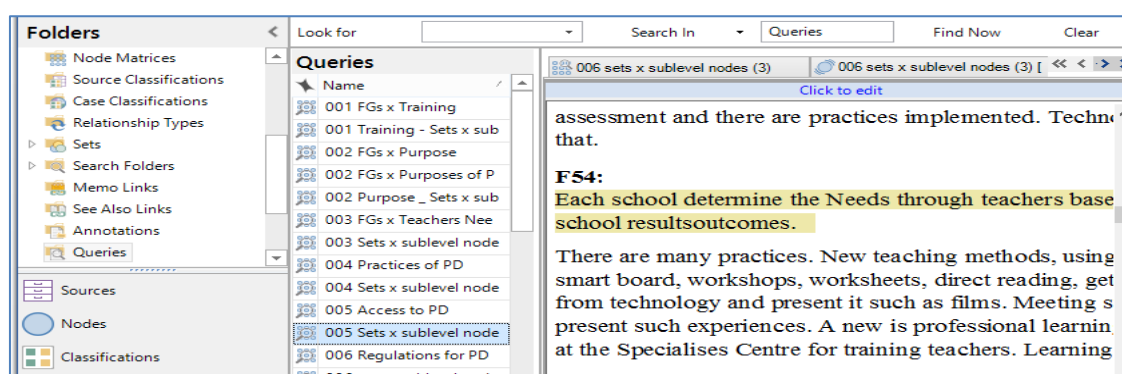 Folders
Node Matrices
Source Classifications
Case Classifications
Relationship Types
Sets
Search Folders
Memo Links
See Also Links
Annotations
Queries
Sources
Nodes
Classifications
Look for Search In Queries Find Now Clear
Queries
Name
001 FGs x Training
001 Training - Sets x sub
002 FGs x Purpose
002 FGs x Purposes of P
002 Purpose _ Sets x sub
003 FGs x Teachers Nee
003 Sets x sublevel node
004 Practices of PD
004 Sets x sublevel node
005 Access to PD
005 Sets x sublevel node
006 Regulations for PD
006 sets x sublevel nodes (3) 006 sets x sublevel nodes (3) [
Click to edit
assessment and there are practices implemented. Techn
that.
F54:
Each school determine the Needs through teachers base
school resultsoutcomes.
There are many practices. New teaching methods, using
smart board, workshops, worksheets, direct reading, get
from technology and present it such as films. Meeting s
present such experiences. A new is professional learnin
at the Specialises Centre for training teachers. Learning